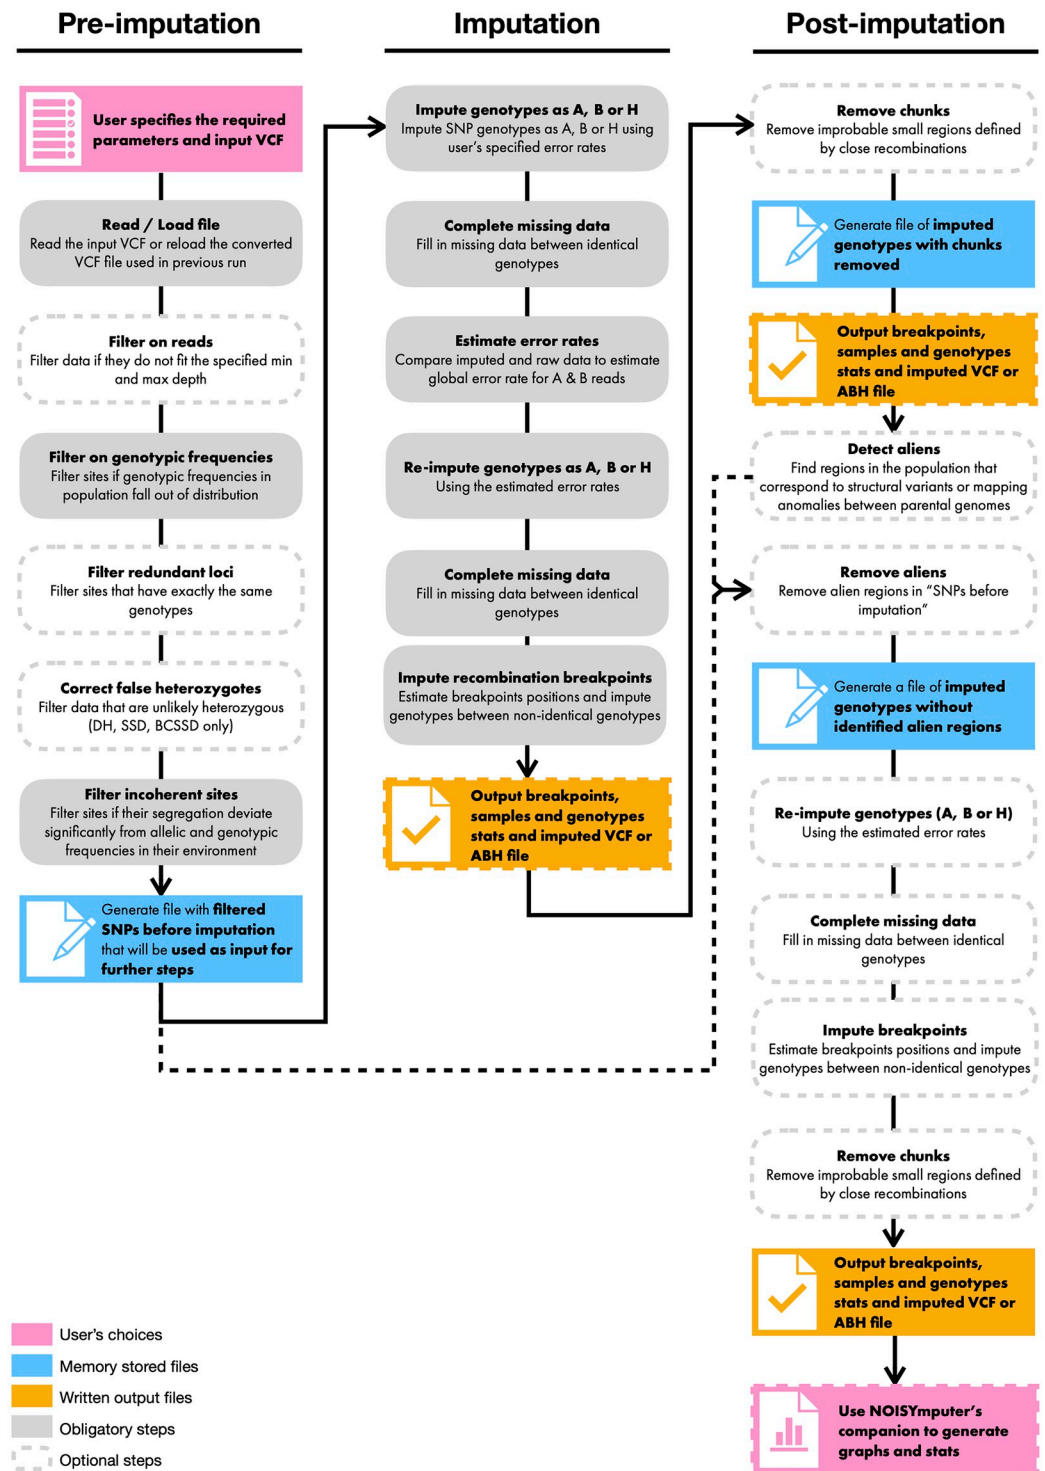 Pre-imputation
User specifies the required
parameters and input VCF
Read / Load file
Read the input VCF or reload the converted
VCF file used in previous run
Filter on reads
Filter data if they do not fit the specified min
and max depth
Filter on genotypic frequencies
Filter sites if genotypic frequencies in
population fall out of distribution
Filter redundant loci
Filter sites that have exactly the same
genotypes
Correct false heterozygotes
Filter data that are unlikely heterozygous
(DH, SSD, BCSSD only)
Filter incoherent sites
Filter sites if their segregation deviate
significantly from allelic and genotypic
frequencies in their environment
Generate file with filtered
SNPs before imputation
that will be used as input for
further steps
Imputation
Impute genotypes as A, B or H
Impute SNP genotypes as A, B or H using
user's specified error rates
Complete missing data
Fill in missing data between identical
genotypes
Estimate error rates
Compare imputed and raw data to estimate
global error rate for A & B reads
Re-impute genotypes as A, B or H
Using the estimated error rates
Complete missing data
Fill in missing data between identical
genotypes
Impute recombination breakpoints
Estimate breakpoints positions and impute
genotypes between non-identical genotypes
Output breakpoints,
samples and genotypes
stats and imputed VCF or
ABH file
Post-imputation
Remove chunks
Remove improbable small regions defined
by close recombinations
Generate file of imputed
genotypes with chunks
removed
Output breakpoints,
samples and genotypes
stats and imputed VCF or
ABH file
Detect aliens
Find regions in the population that
correspond to structural variants or mapping
anomalies between parental genomes
Remove aliens
Remove alien regions in “SNPs before
imputation”
Generate a file of imputed
genotypes without
identified alien regions
Re-impute genotypes (A, B or H)
Using the estimated error rates
Complete missing data
Fill in missing data between identical
genotypes
Impute breakpoints
Estimate breakpoints positions and impute
genotypes between non-identical genotypes
Remove chunks
Remove improbable small regions defined
by close recombinations
Output breakpoints,
samples and genotypes
stats and imputed VCF or
ABH file
Use NOISYmputer's
companion to generate
graphs and stats
User's choices
Memory stored files
Written output files
Obligatory steps
Optional steps